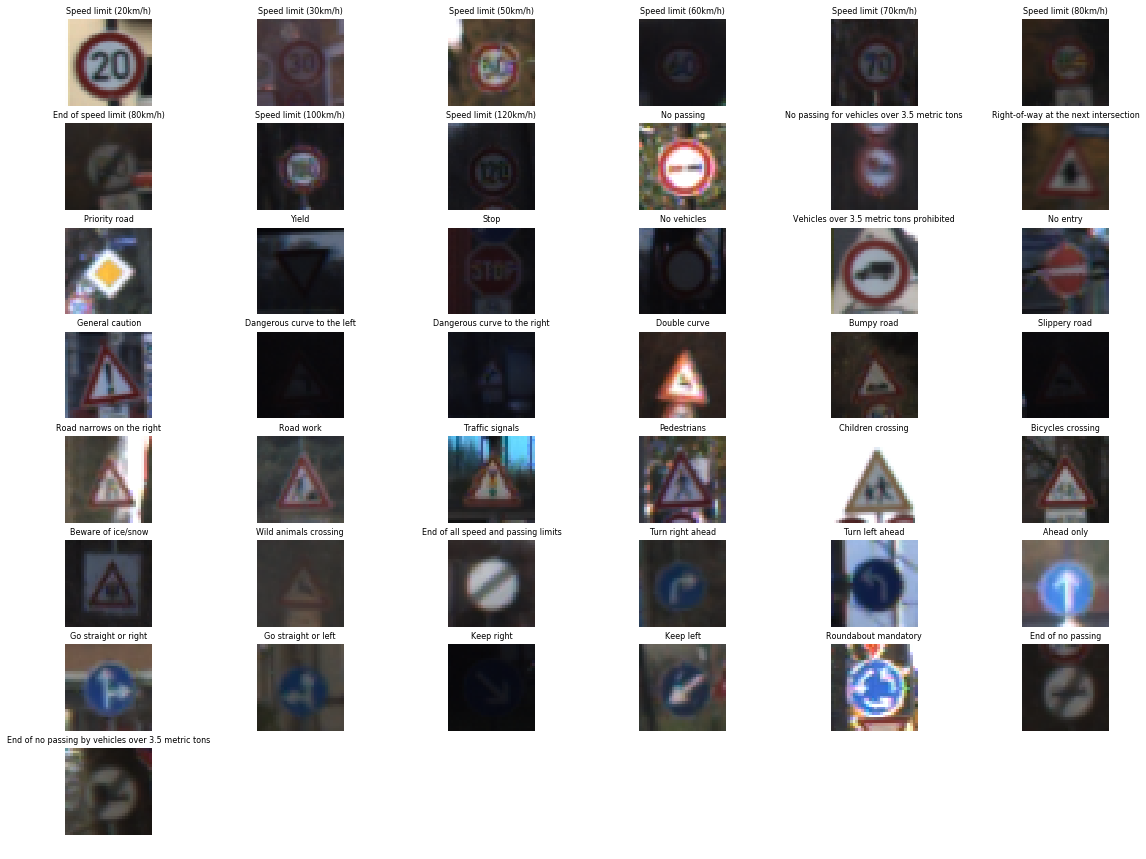 Speed limit (20km/h)
Speed limit (30km/h)
Speed limit (50km/h)
Speed limit (60km/h)
Speed limit (70km/h)
Speed limit (80km/h)
20
30
60
70
End of speed limit (80km/h)
Speed limit (100km/h)
Speed limit (120km/h)
No passing
No passing for vehicles over 3.5 metric tons
Right-of-way at the next intersection
120
Priority road
Yield
Stop
No vehicles
Vehicles over 3.5 metric tons prohibited
No entry
STOP
General caution
Dangerous curve to the left
Dangerous curve to the right
Double curve
Bumpy road
Slippery road
Road narrows on the right
Road work
Traffic signals
Pedestrians
Children crossing
Bicycles crossing
Beware of ice/snow
Wild animals crossing
End of all speed and passing limits
Turn right ahead
Turn left ahead
Ahead only
Go straight or right
Go straight or left
Keep right
Keep left
Roundabout mandatory
End of no passing
End of no passing by vehicles over 3.5 metric tons